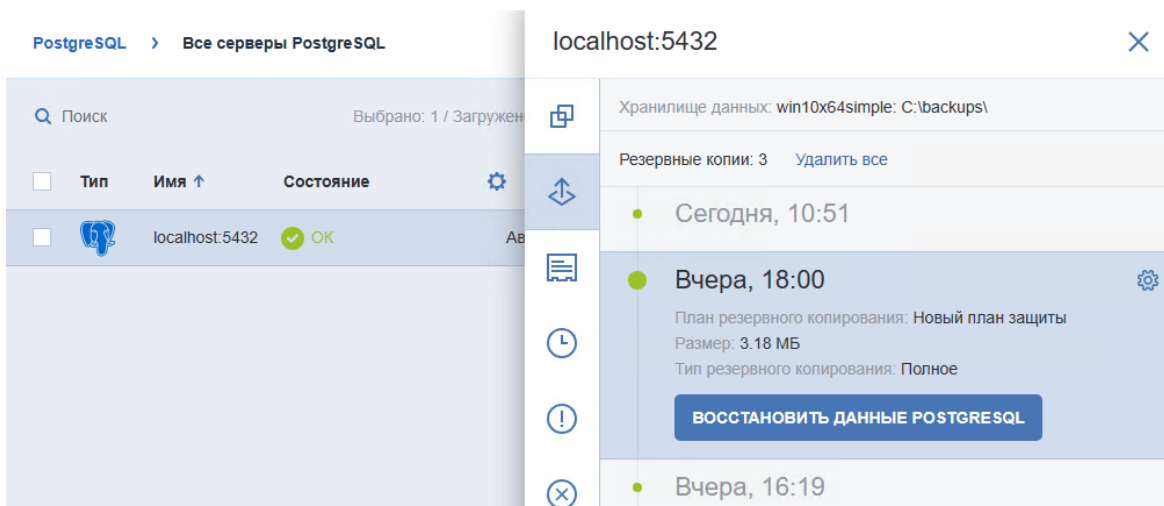 PostgreSQL > Все серверы PostgreSQL
Поиск
Выбрано: 1 / Загружен
Тип Имя ↑ Состояние
localhost:5432 OK Ав
localhost:5432
Хранилище данных: win10x64simple: C:\backups\
Резервные копии: 3 Удалить все
Сегодня, 10:51
Вчера, 18:00
План резервного копирования: Новый план защиты
Размер: 3.18 МБ
Тип резервного копирования: Полное
ВОССТАНОВИТЬ ДАННЫЕ POSTGRESQL
Вчера, 16:19